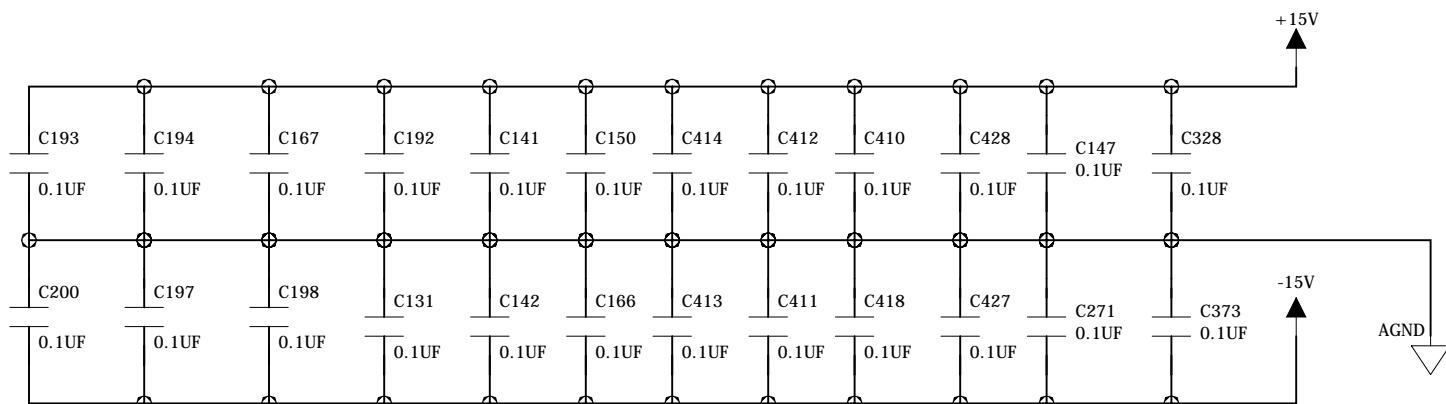 +15V
C193
C194
C167
C192
C141
C150
C414
C412
C410
C428
C147
C328
0.1UF
0.1UF
0.1UF
0.1UF
0.1UF
0.1UF
0.1UF
0.1UF
0.1UF
0.1UF
0.1UF
0.1UF
C200
C197
C198
C131
C142
C166
C413
C411
C418
C427
C271
C373
-15V
0.1UF
0.1UF
0.1UF
0.1UF
0.1UF
0.1UF
0.1UF
0.1UF
0.1UF
0.1UF
0.1UF
0.1UF
AGND